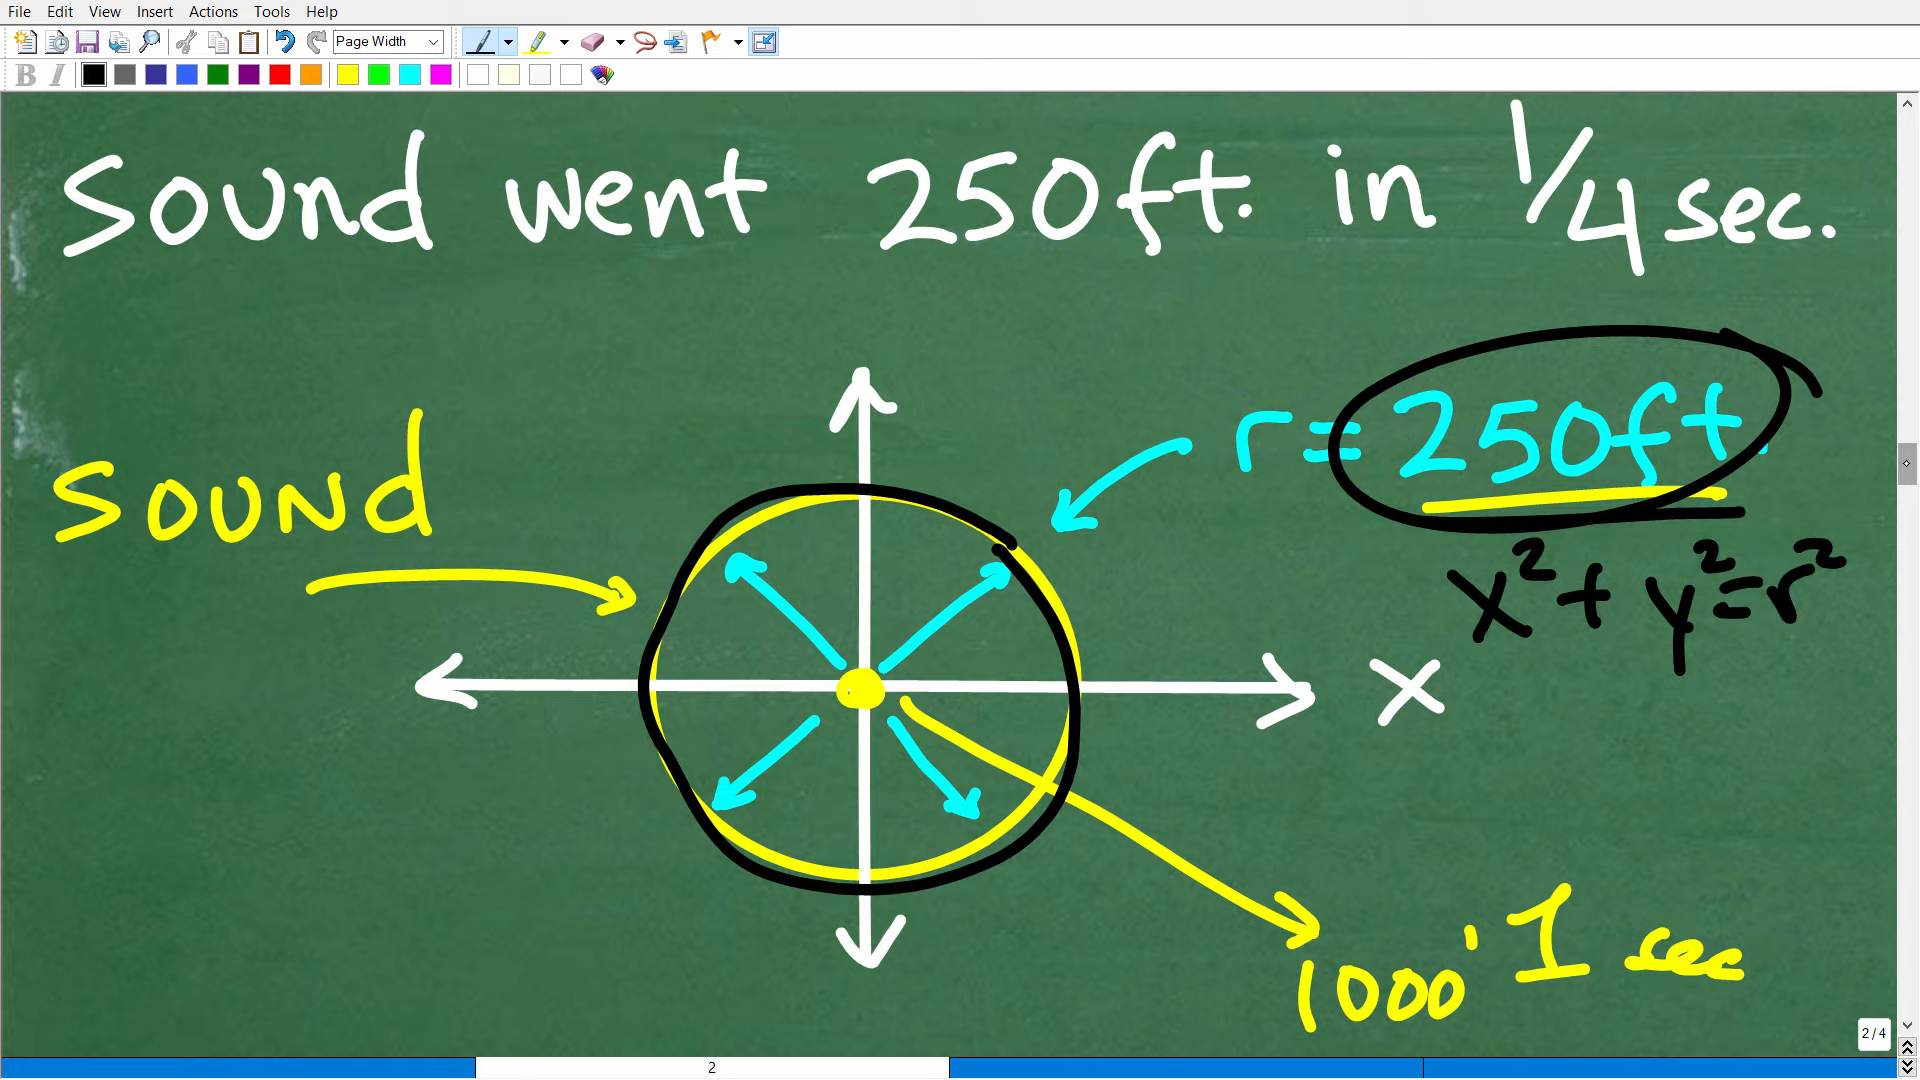 File Edit View Insert Actions Tools Help
Page Width
B I
Sound went 250ft. in 1/4 sec.
r = 250ft.
Sound
x² + y² = r²
X
1000' 1 sec
2 / 4
2